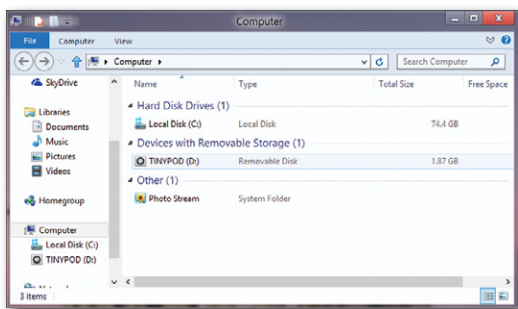 Computer
File Computer View
Computer
Search Computer
SkyDrive
Libraries
Documents
Music
Pictures
Videos
Homegroup
Computer
Local Disk (C:)
TINYPOD (D:)
Name Type Total Size Free Space
Hard Disk Drives (1)
Local Disk (C:) Local Disk 74.4 GB
Devices with Removable Storage (1)
TINYPOD (D:) Removable Disk 1.87 GB
Other (1)
Photo Stream System Folder
3 items